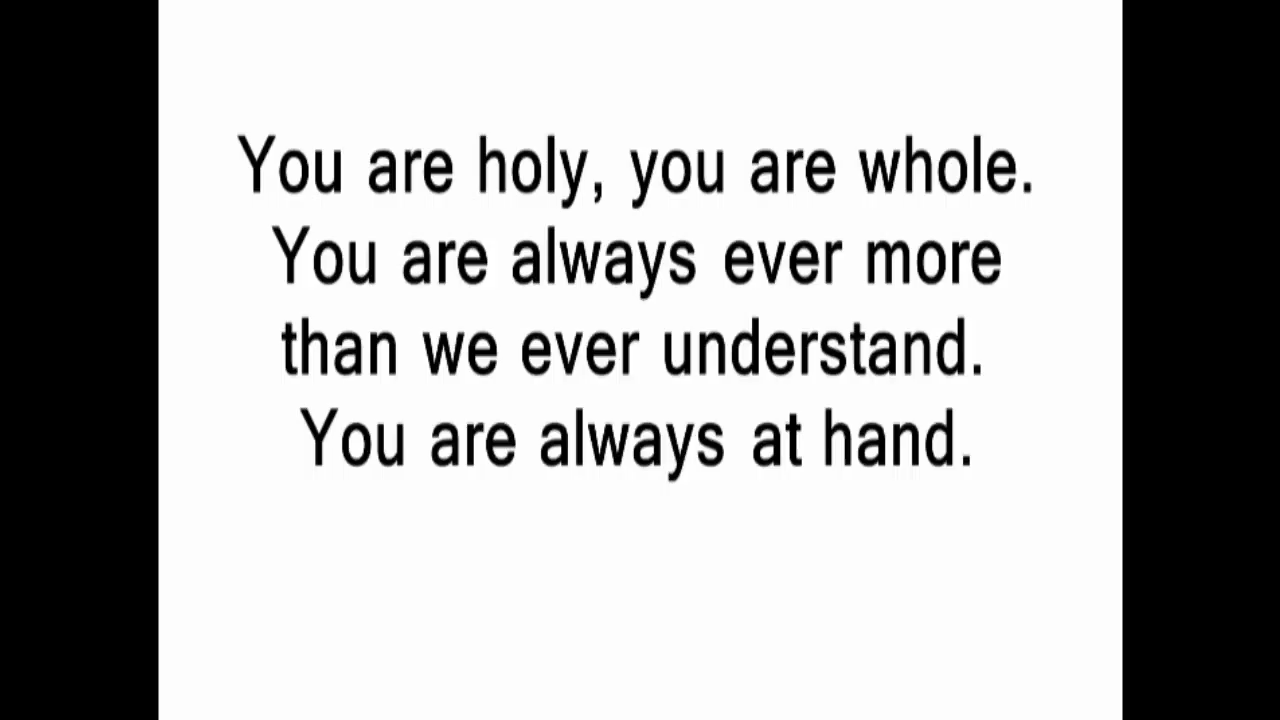 You are holy, you are whole.
You are always ever more
than we ever understand.
You are always at hand.